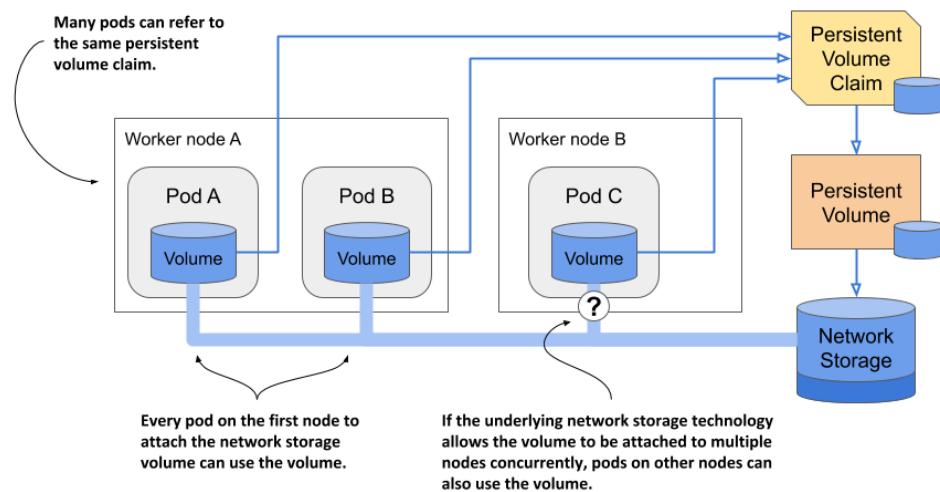 Many pods can refer to
the same persistent
volume claim.
Persistent
Volume
Claim
Worker node A
Worker node B
Pod A
Pod B
Pod C
Volume
Volume
Volume
Persistent
Volume
?
Network
Storage
Every pod on the first node to
attach the network storage
volume can use the volume.
If the underlying network storage technology
allows the volume to be attached to multiple
nodes concurrently, pods on other nodes can
also use the volume.